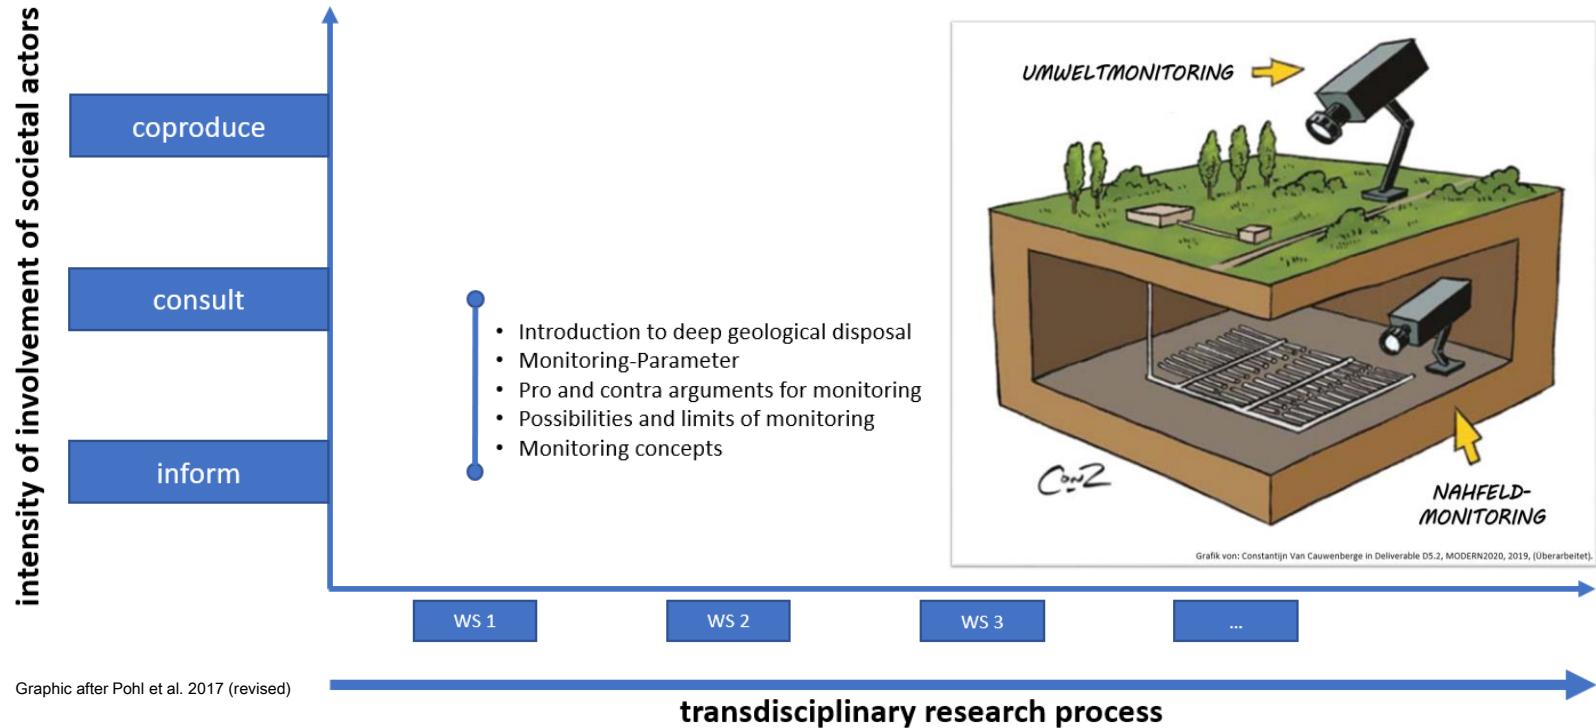 intensity of involvement of societal actors
coproduce
consult
inform
• Introduction to deep geological disposal
• Monitoring-Parameter
• Pro and contra arguments for monitoring
• Possibilities and limits of monitoring
• Monitoring concepts
UMWELTMONITORING
ConZ
NAHFELD-
MONITORING
Grafik von: Constantijn Van Cauwenberge in Deliverable D5.2, MODERN2020, 2019, (Überarbeitet).
WS 1
WS 2
WS 3
...
Graphic after Pohl et al. 2017 (revised)
transdisciplinary research process